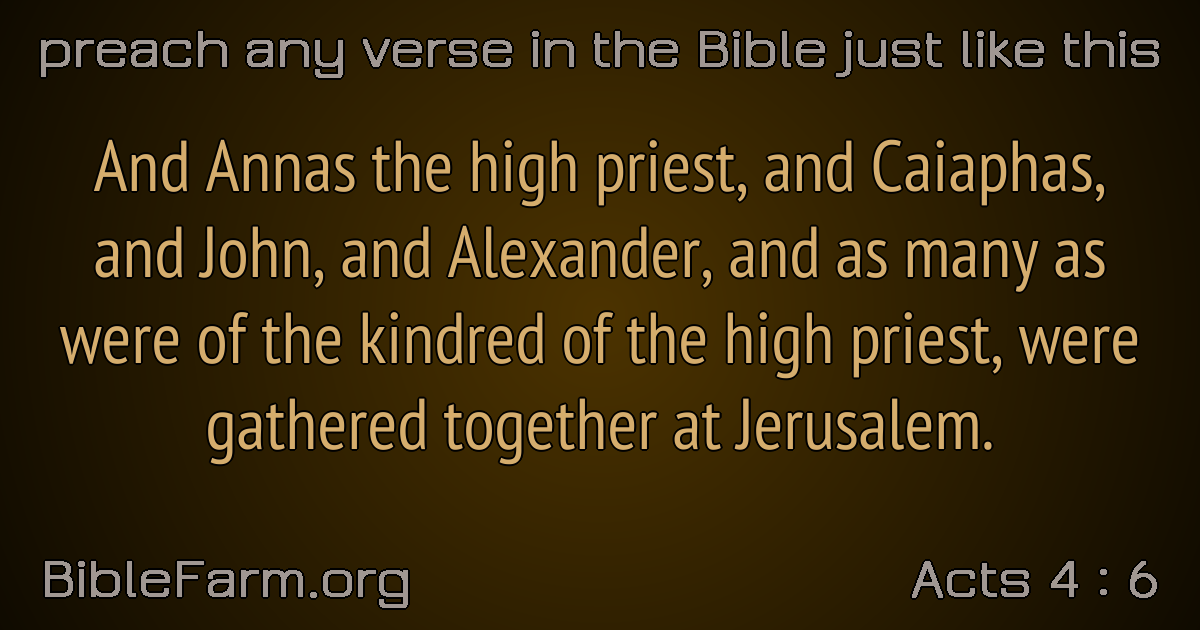 preach any verse in the Bible just like this
And Annas the high priest, and Caiaphas,
and John, and Alexander, and as many as
were of the kindred of the high priest, were
gathered together at Jerusalem.
BibleFarm.org
Acts 4 : 6